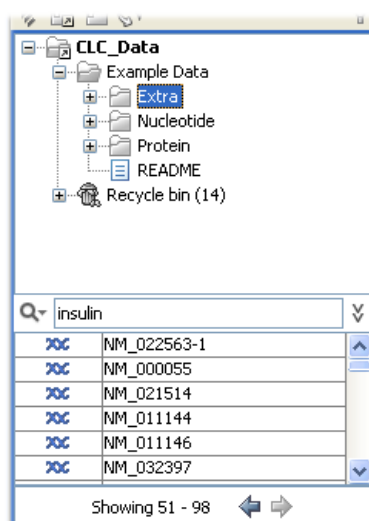 CLC_Data
Example Data
Extra
Nucleotide
Protein
README
Recycle bin (14)
insulin
NM_022563-1
NM_000055
NM_021514
NM_011144
NM_011146
NM_032397
Showing 51 - 98